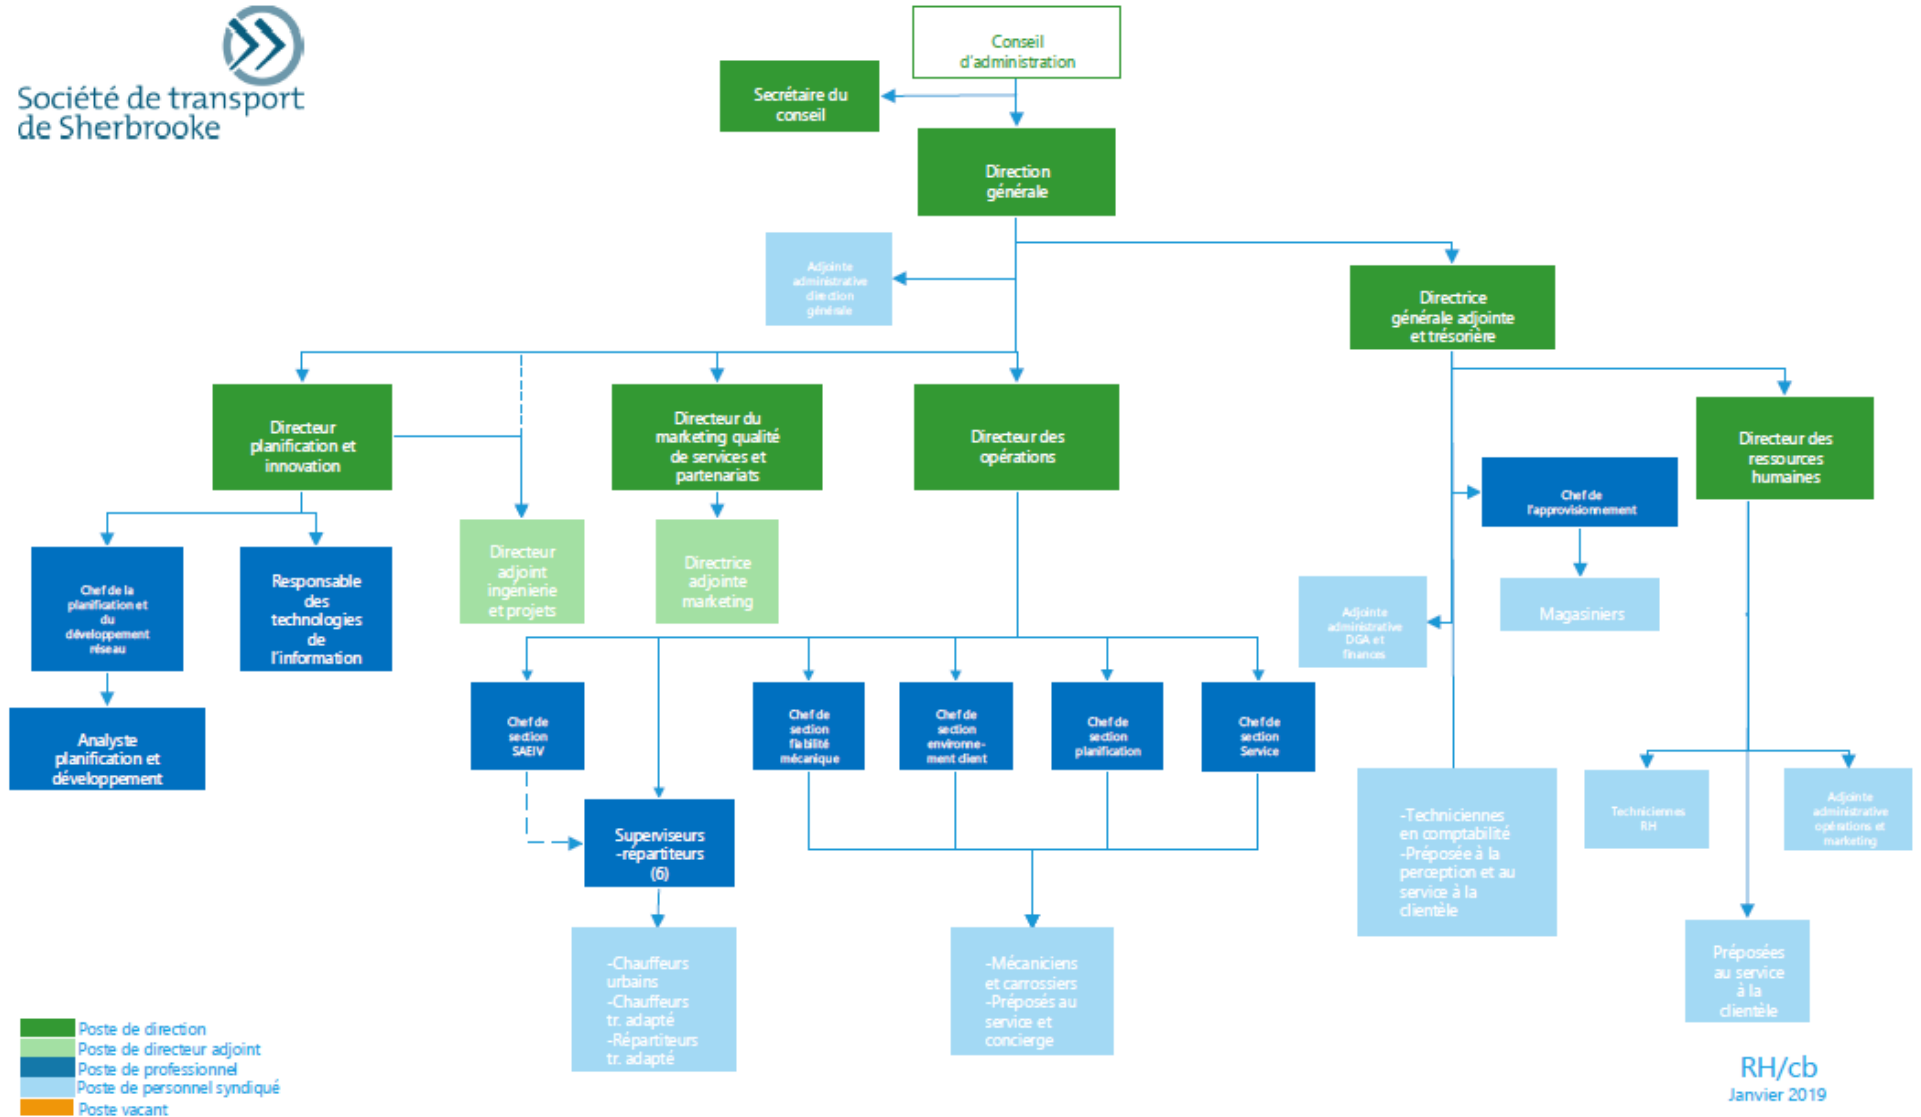 Société de transport
de Sherbrooke
Conseil
d'administration
Secrétaire du
conseil
Direction
générale
Adjointe
administrative
direction
générale
Directrice
générale adjointe
et trésorière
Directeur
planification et
innovation
Directeur du
marketing qualité
de services et
partenariats
Directeur des
opérations
Directeur des
ressources
humaines
Chef de
l'approvisionnement
Directeur
adjoint
ingénierie
et projets
Directrice
adjointe
marketing
Chef de la
planification et
du
développement
réseau
Responsable
des
technologies
de
l'information
Adjointe
administrative
DGA et
finances
Magasiniers
Analyste
planification et
développement
Chef de
section
SAEIV
Chef de
section
fiabilité
mécanique
Chef de
section
environne-
ment client
Chef de
section
planification
Chef de
section
Service
Superviseurs
-répartiteurs
(6)
-Techniciennes
en comptabilité
-Préposée à la
perception et au
service à la
clientèle
Techniciennes
RH
Adjointe
administrative
opérations et
marketing
-Chauffeurs
urbains
-Chauffeurs
tr. adapté
-Répartiteurs
tr. adapté
-Mécaniciens
et carrossiers
-Préposés au
service et
concierge
Préposées
au service
à la
clientèle
Poste de direction
Poste de directeur adjoint
Poste de professionnel
Poste de personnel syndiqué
Poste vacant
RH/cb
Janvier 2019